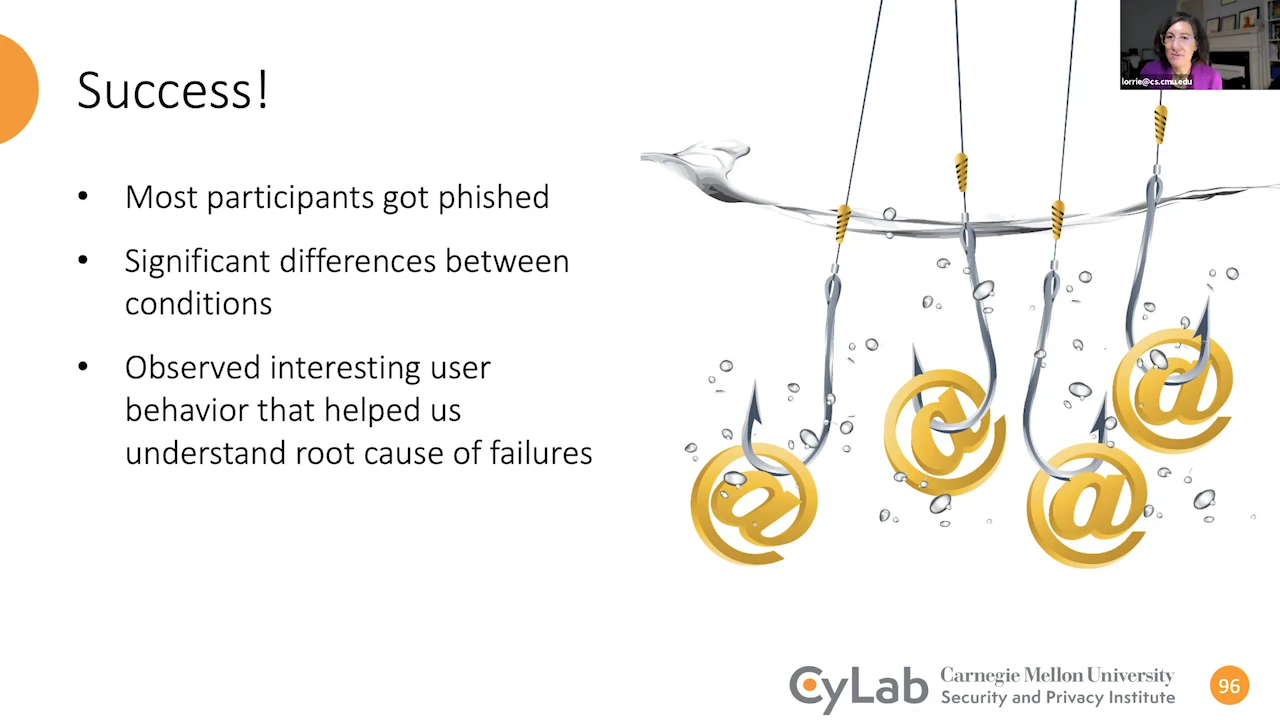 lorrie@cs.cmu.edu
Success!
• Most participants got phished
• Significant differences between
conditions
• Observed interesting user
behavior that helped us
understand root cause of failures
@
@
@
@
CyLab
Carnegie Mellon University
Security and Privacy Institute
96